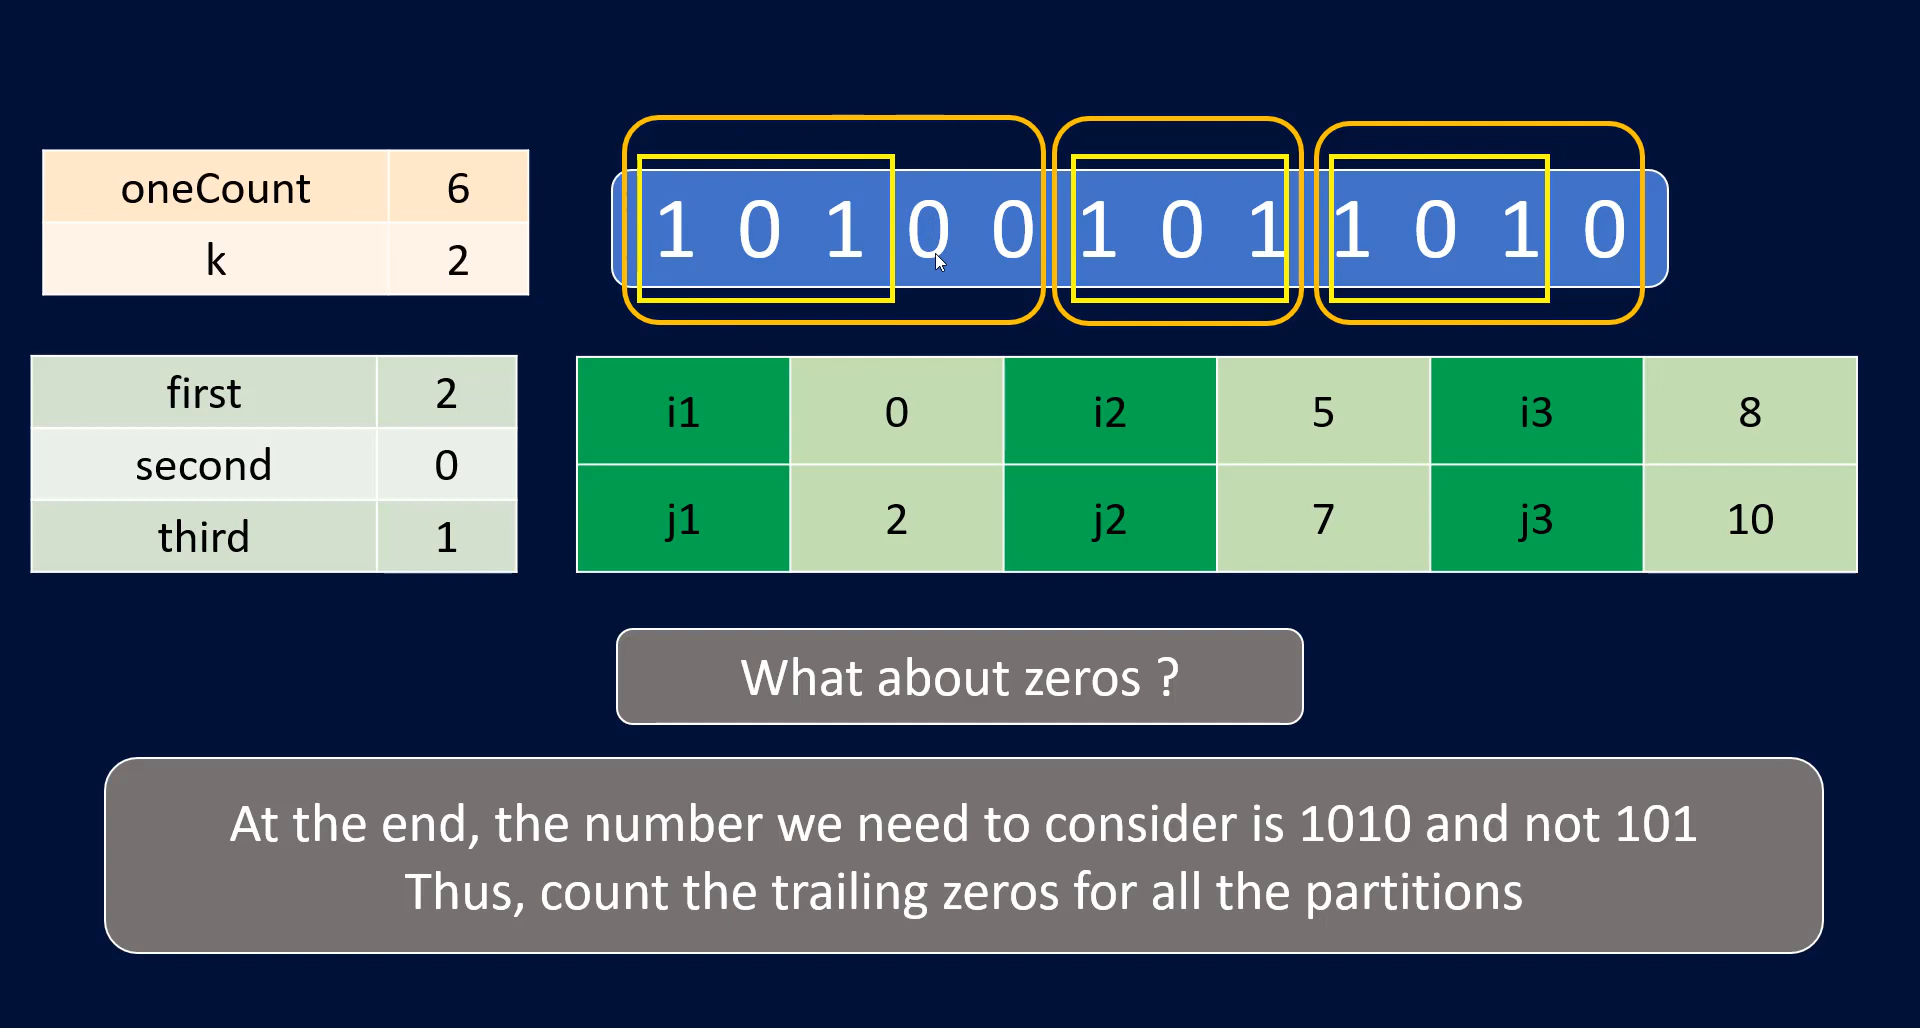 oneCount 6
k 2
1 0 1 0 0 1 0 1 1 0 1 0
first 2
second 0
third 1
i1 0 i2 5 i3 8
j1 2 j2 7 j3 10
What about zeros ?
At the end, the number we need to consider is 1010 and not 101
Thus, count the trailing zeros for all the partitions